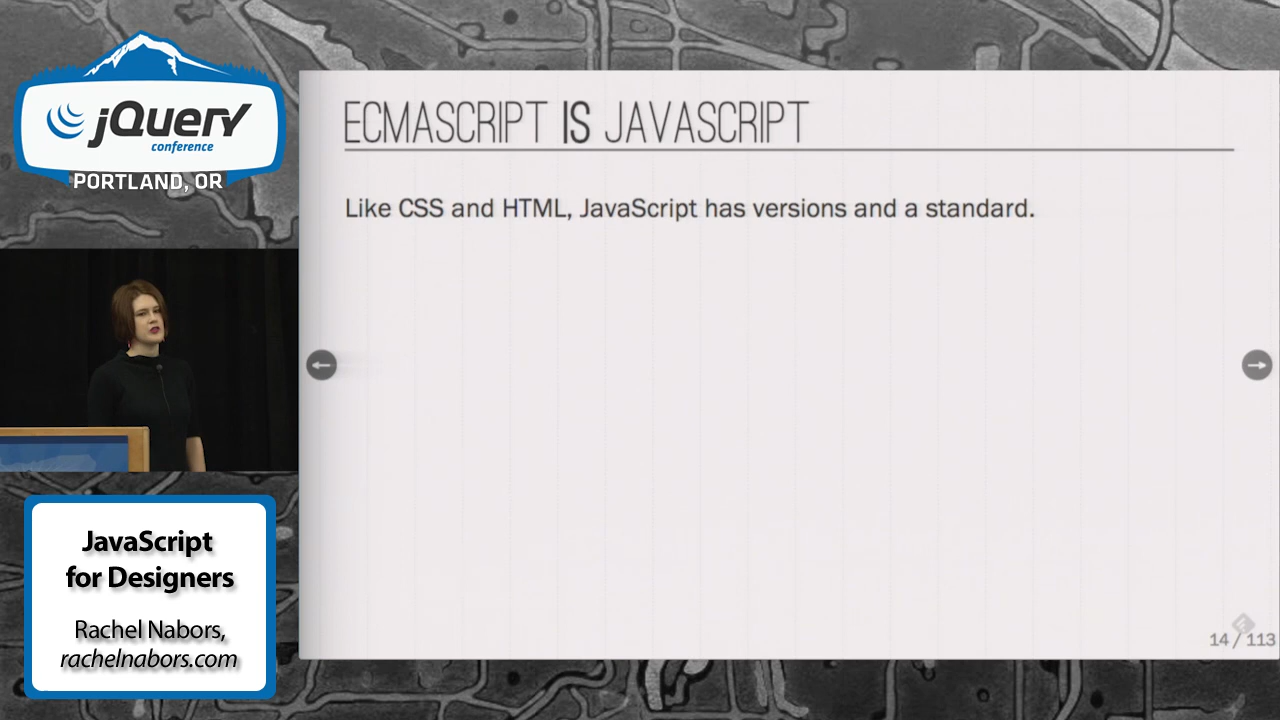 jQuery
conference
PORTLAND, OR
ECMASCRIPT IS JAVASCRIPT
Like CSS and HTML, JavaScript has versions and a standard.
JavaScript
for Designers
Rachel Nabors,
rachelnabors.com
14 / 113